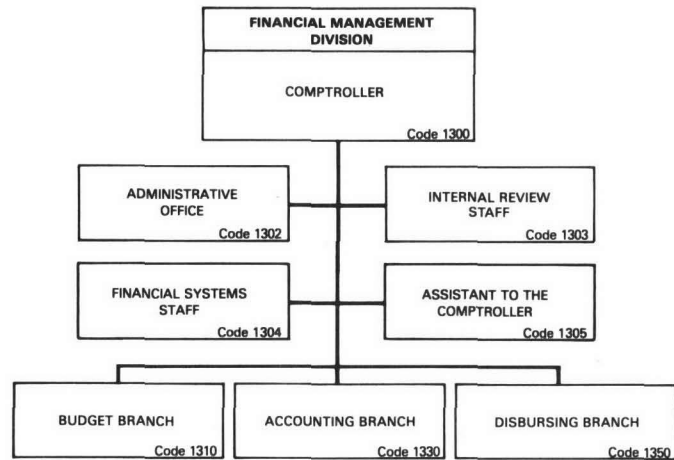 FINANCIAL MANAGEMENT
DIVISION
COMPTROLLER
Code 1300
ADMINISTRATIVE
OFFICE
Code 1302
INTERNAL REVIEW
STAFF
Code 1303
FINANCIAL SYSTEMS
STAFF
Code 1304
ASSISTANT TO THE
COMPTROLLER
Code 1305
BUDGET BRANCH
Code 1310
ACCOUNTING BRANCH
Code 1330
DISBURSING BRANCH
Code 1350